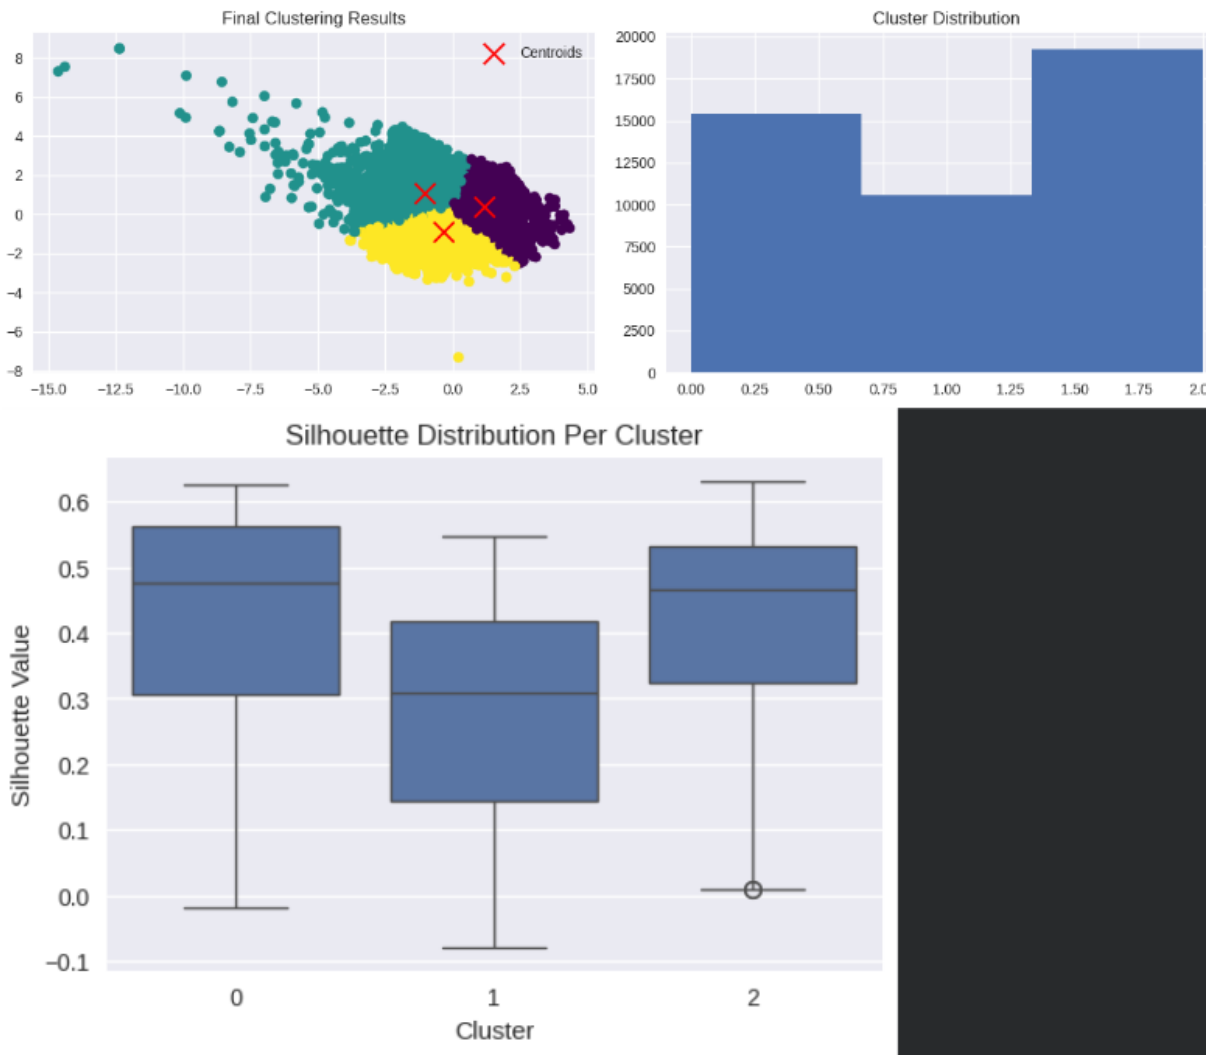 Final Clustering Results
Centroids
8
6
4
2
0
−2
−4
−6
−8
−15.0 −12.5 −10.0 −7.5 −5.0 −2.5 0.0 2.5 5.0
Cluster Distribution
20000
17500
15000
12500
10000
7500
5000
2500
0
0.00 0.25 0.50 0.75 1.00 1.25 1.50 1.75 2.0
Silhouette Distribution Per Cluster
Silhouette Value
0.6
0.5
0.4
0.3
0.2
0.1
0.0
−0.1
0 1 2
Cluster